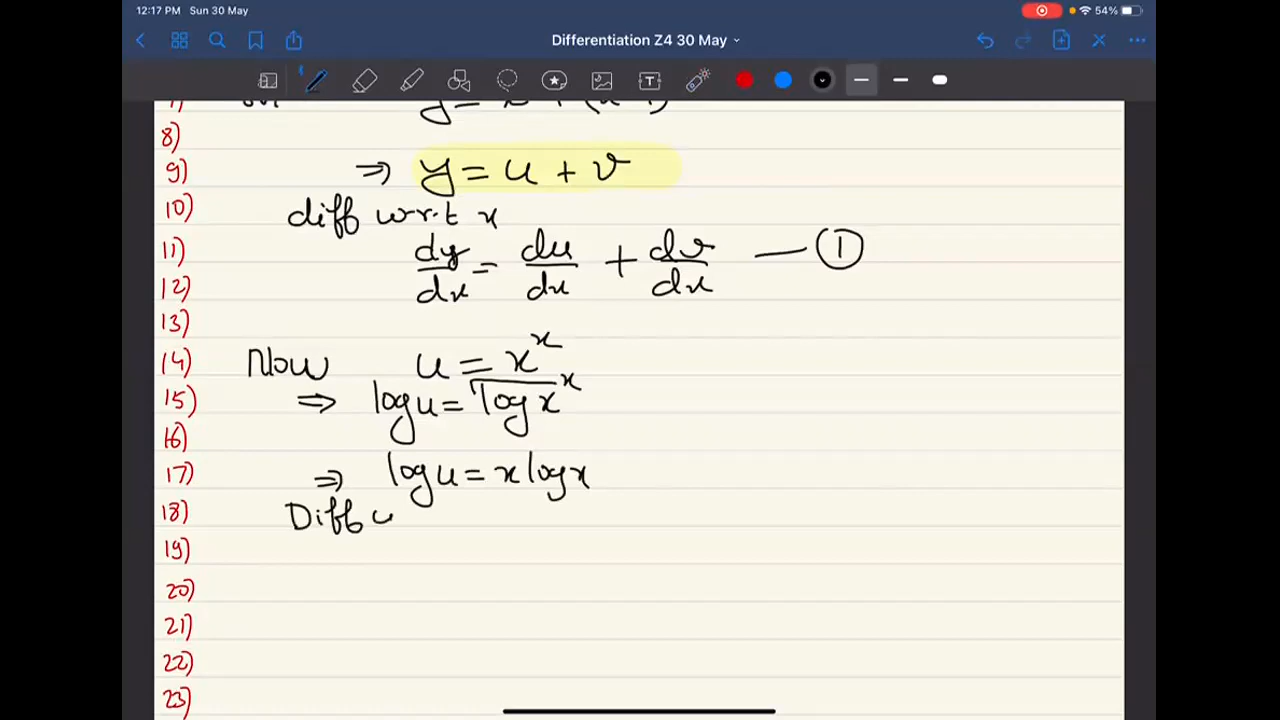 12:17 PM Sun 30 May
54%
Differentiation Z4 30 May
7)
8)
9) ⇒ y = u + v
10) diff w.r.t x
11) dy/dx = du/dx + dv/dx — ①
12)
13)
14) Now u = x^x
15) ⇒ log u = log x^x
16)
17) ⇒ log u = x log x
18) Diff
19)
20)
21)
22)
23)